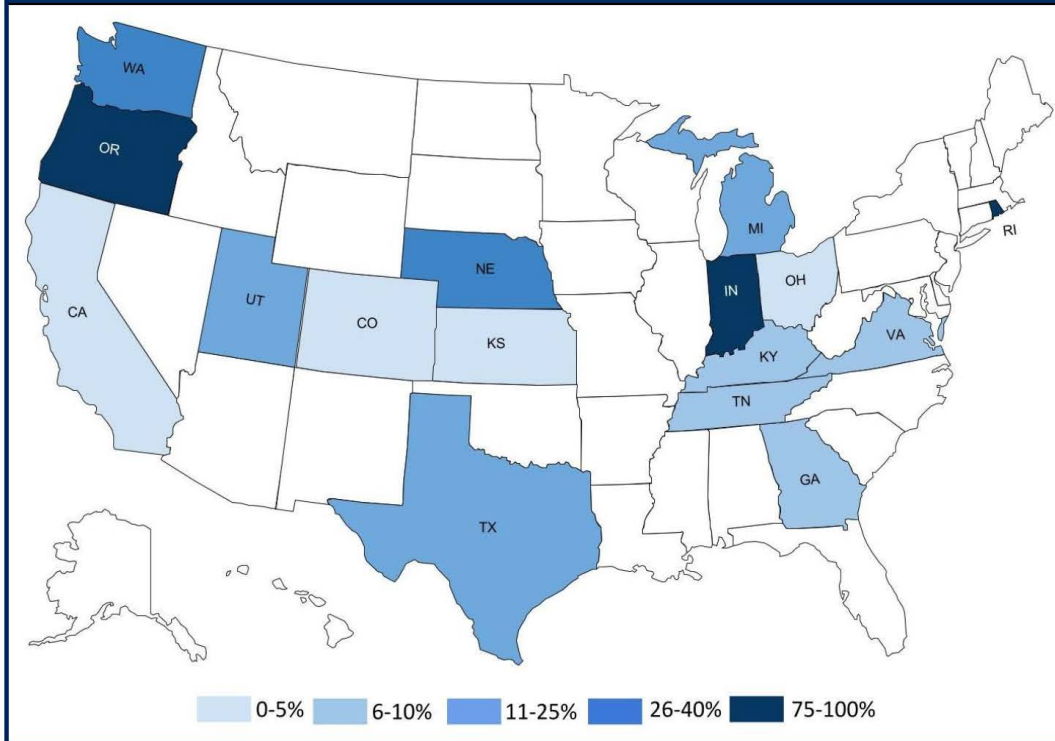 WA
OR
MI
RI
NE
IN
OH
UT
CA
CO
KS
VA
KY
TN
GA
TX
0-5% 6-10% 11-25% 26-40% 75-100%